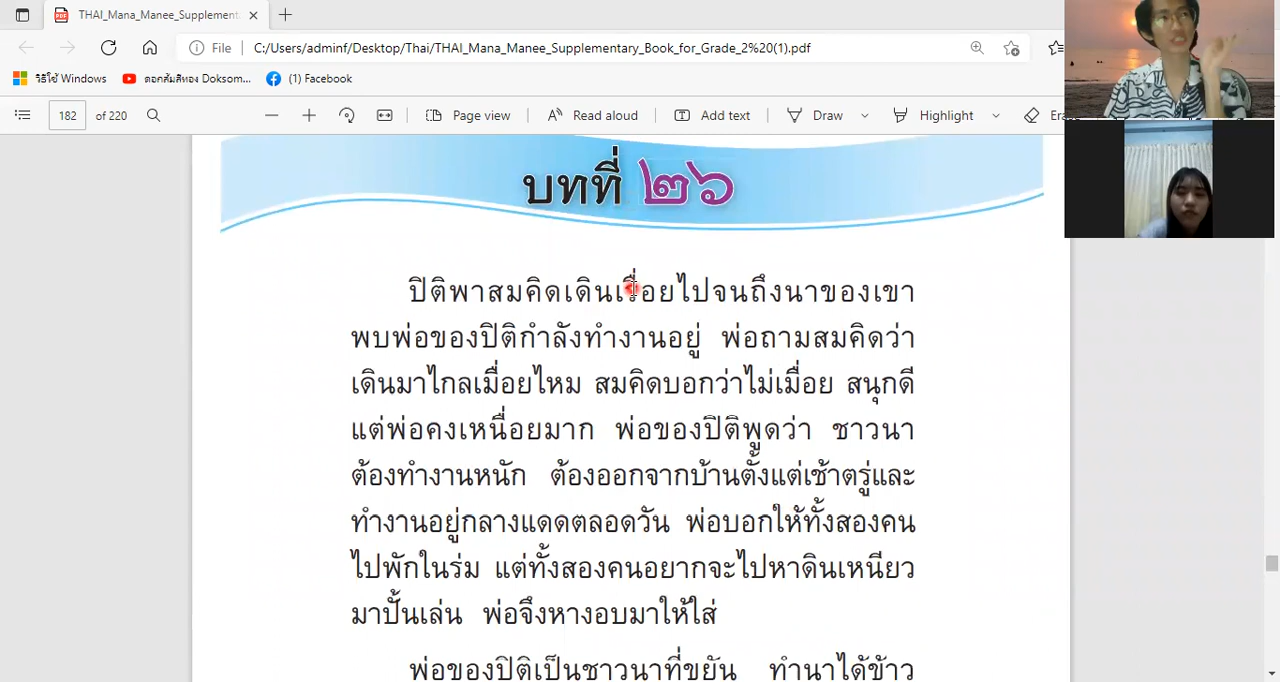 THAI_Mana_Manee_Supplement
File
C:/Users/adminf/Desktop/Thai/THAI_Mana_Manee_Supplementary_Book_for_Grade_2%20(1).pdf
วิธีใช้ Windows
ดอกส้มสีทอง Doksom...
(1) Facebook
182 of 220
Page view
Read aloud
Add text
Draw
Highlight
บทที่ ๒๖
ปิติพาสมคิดเดินเรื่อยไปจนถึงนาของเขา
พบพ่อของปิติกำลังทำงานอยู่ พ่อถามสมคิดว่า
เดินมาไกลเมื่อยไหม สมคิดบอกว่าไม่เมื่อย สนุกดี
แต่พ่อคงเหนื่อยมาก พ่อของปิติพูดว่า ชาวนา
ต้องทำงานหนัก ต้องออกจากบ้านตั้งแต่เช้าตรู่และ
ทำงานอยู่กลางแดดตลอดวัน พ่อบอกให้ทั้งสองคน
ไปพักในร่ม แต่ทั้งสองคนอยากจะไปหาดินเหนียว
มาปั้นเล่น พ่อจึงหางอบมาให้ใส่
พ่อของปิติเป็นชาวนาที่ขยัน ทำนาได้ข้าว